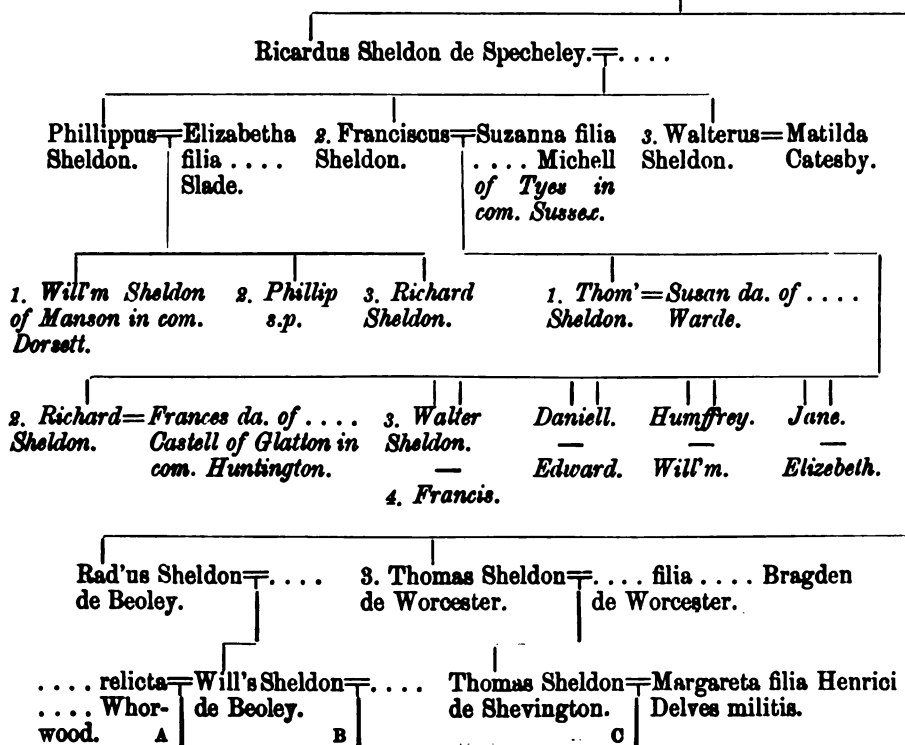 Ricardus Sheldon de Specheley.=. . . .
Phillippus=Elizabetha 2. Franciscus=Suzanna filia 3. Walterus=Matilda
Sheldon. filia . . . . Sheldon. . . . . Michell Sheldon. Catesby.
Slade. of Tyes in
com. Sussex.
1. Will'm Sheldon 2. Phillip 3. Richard 1. Thom'=Susan da. of . . . .
of Manson in com. s.p. Sheldon. Sheldon. Warde.
Dorsett.
2. Richard=Frances da. of . . . . 3. Walter Daniell. Humffrey. Jane.
Sheldon. Castell of Glatton in Sheldon. — — —
com. Huntington. — Edward. Will'm. Elizebeth.
4. Francis.
Rad'us Sheldon=. . . . 3. Thomas Sheldon=. . . . filia . . . . Bragden
de Beoley. de Worcester. de Worcester.
. . . . relicta=Will's Sheldon=. . . . Thomas Sheldon=Margareta filia Henrici
. . . . Whor- de Beoley. de Shevington. Delves militis.
wood. A B C